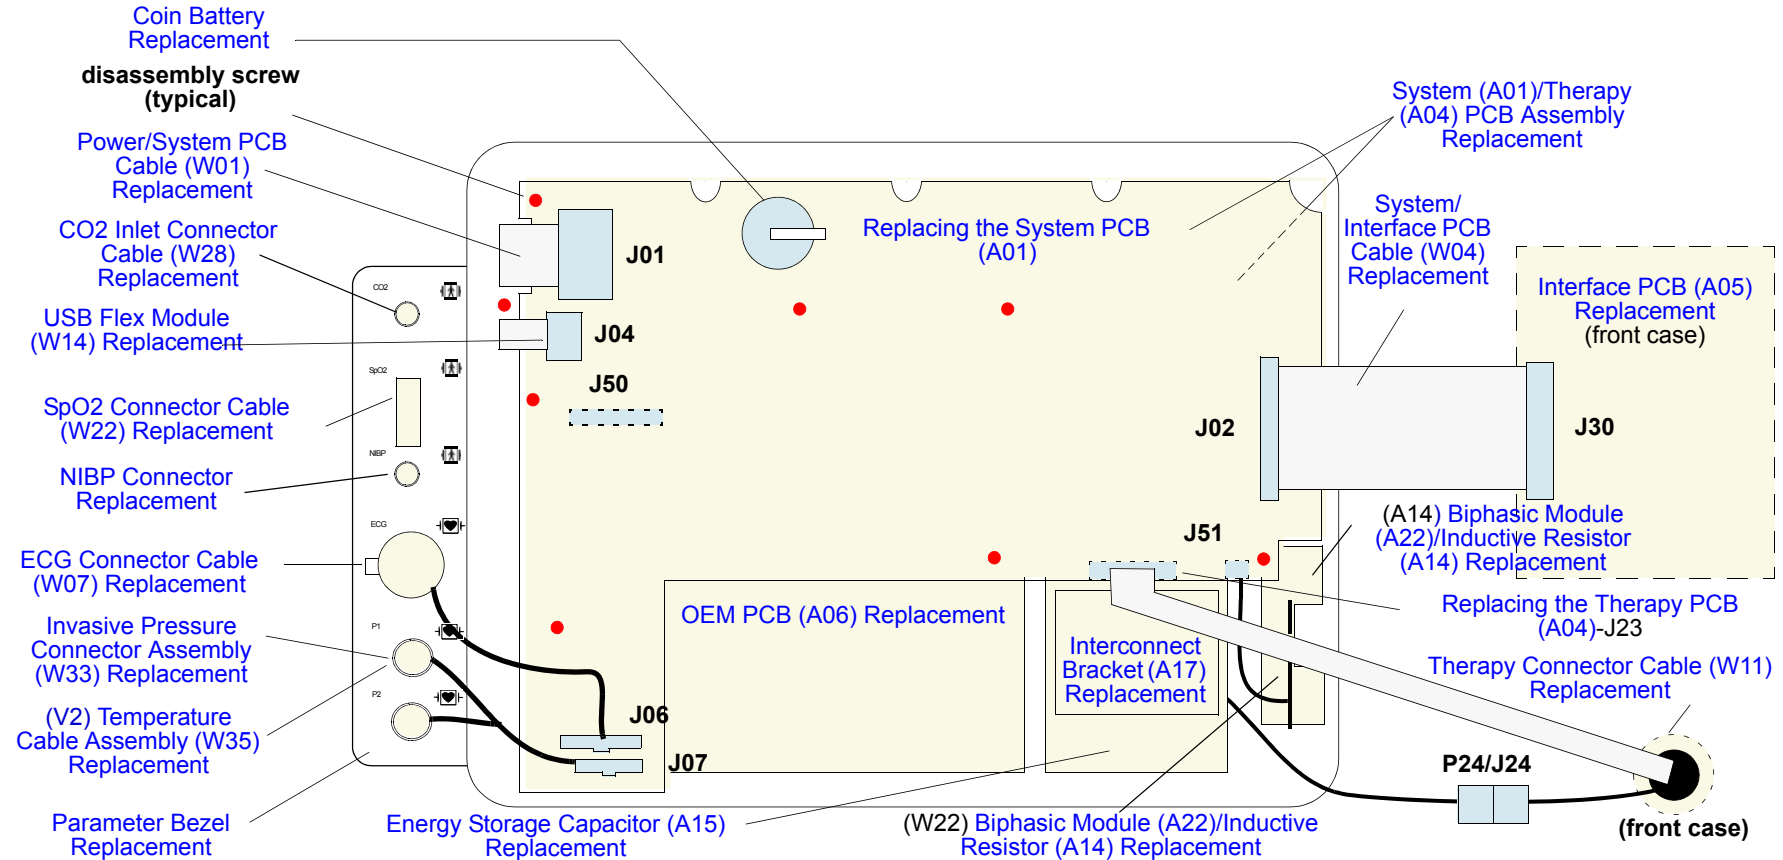 Coin Battery
Replacement
disassembly screw
(typical)
Power/System PCB
Cable (W01)
Replacement
CO2 Inlet Connector
Cable (W28)
Replacement
USB Flex Module
(W14) Replacement
SpO2 Connector Cable
(W22) Replacement
NIBP Connector
Replacement
ECG Connector Cable
(W07) Replacement
Invasive Pressure
Connector Assembly
(W33) Replacement
(V2) Temperature
Cable Assembly (W35)
Replacement
Parameter Bezel
Replacement
CO2
SpO2
NIBP
ECG
P1
P2
J01
J04
J50
J06
J07
Replacing the System PCB
(A01)
System (A01)/Therapy
(A04) PCB Assembly
Replacement
System/
Interface PCB
Cable (W04)
Replacement
Interface PCB (A05)
Replacement
(front case)
J02
J30
J51
(A14) Biphasic Module
(A22)/Inductive Resistor
(A14) Replacement
OEM PCB (A06) Replacement
Interconnect
Bracket (A17)
Replacement
Replacing the Therapy PCB
(A04)-J23
Therapy Connector Cable (W11)
Replacement
P24/J24
(front case)
Energy Storage Capacitor (A15)
Replacement
(W22) Biphasic Module (A22)/Inductive
Resistor (A14) Replacement